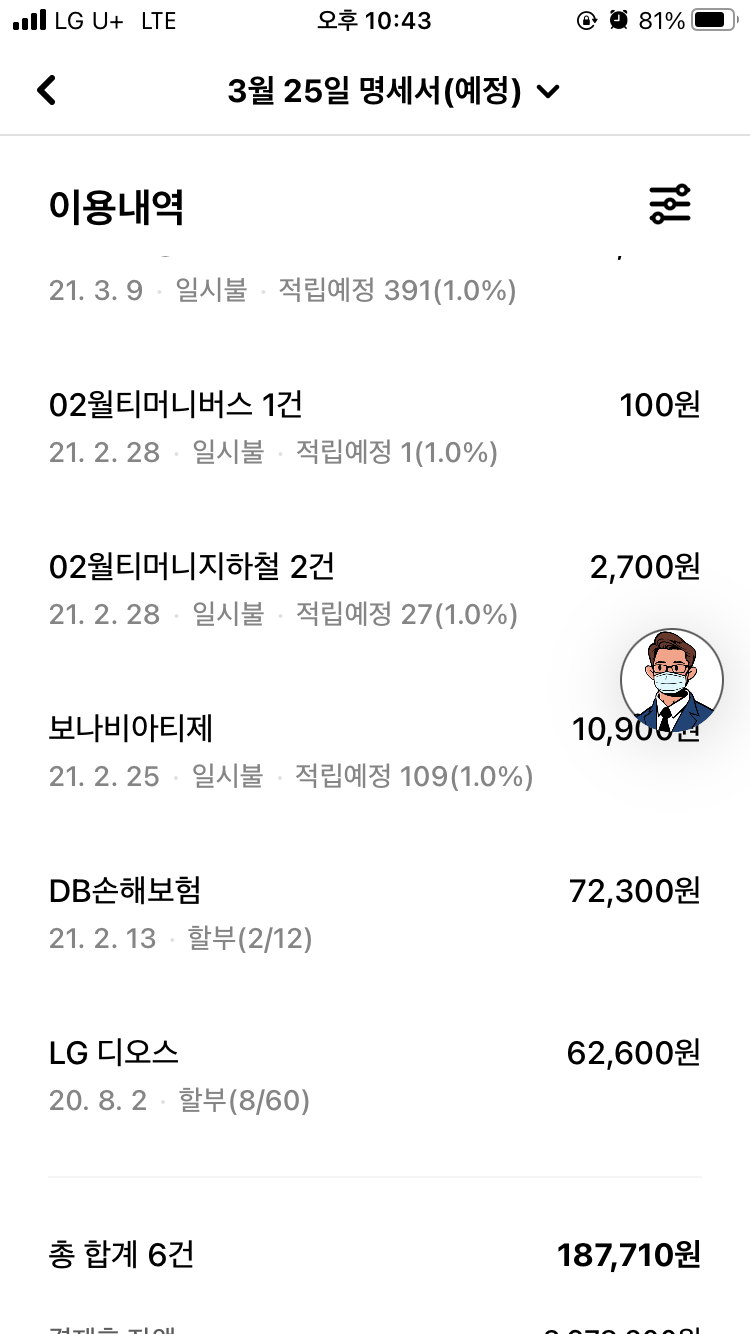 LG U+ LTE 오후 10:43 81%
3월 25일 명세서(예정)
이용내역
21. 3. 9 · 일시불 · 적립예정 391(1.0%)
02월티머니버스 1건 100원
21. 2. 28 · 일시불 · 적립예정 1(1.0%)
02월티머니지하철 2건 2,700원
21. 2. 28 · 일시불 · 적립예정 27(1.0%)
보나비아티제 10,900원
21. 2. 25 · 일시불 · 적립예정 109(1.0%)
DB손해보험 72,300원
21. 2. 13 · 할부(2/12)
LG 디오스 62,600원
20. 8. 2 · 할부(8/60)
총 합계 6건 187,710원